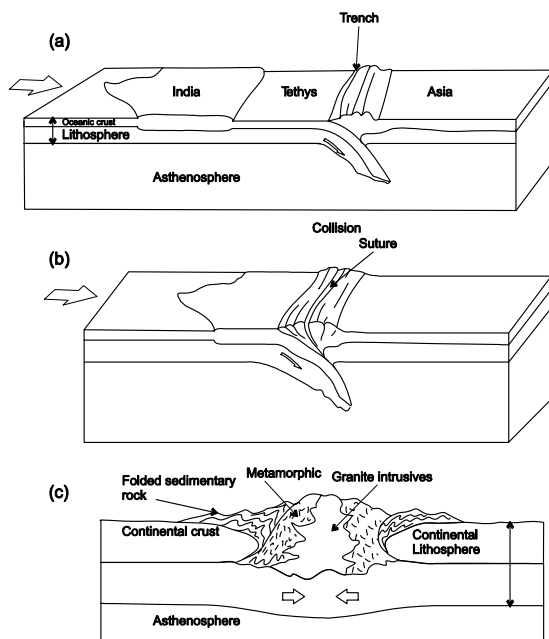 (a)
Trench
India
Tethys
Asia
Oceanic crust
Lithosphere
Asthenosphere
(b)
Collision
Suture
(c)
Folded sedimentary
rock
Metamorphic
Granite intrusives
Continental crust
Continental
Lithosphere
Asthenosphere